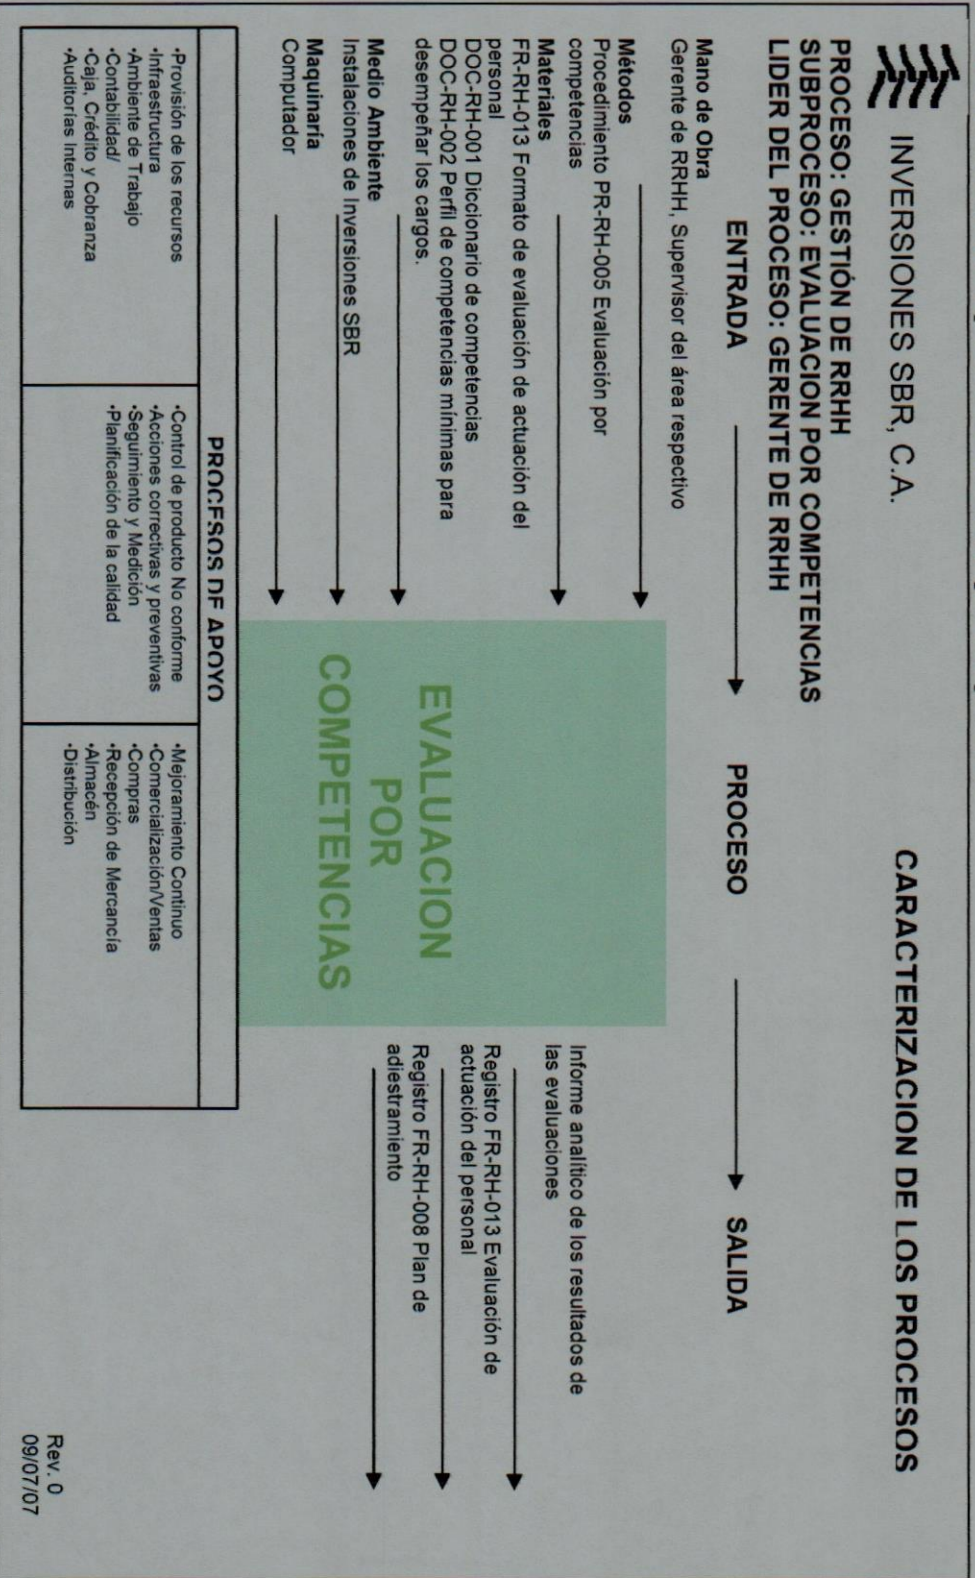 INVERSIONES SBR, C.A.
CARACTERIZACION DE LOS PROCESOS
PROCESO: GESTIÓN DE RRHH
SUBPROCESO: EVALUACION POR COMPETENCIAS
LIDER DEL PROCESO: GERENTE DE RRHH
ENTRADA
PROCESO
SALIDA
Mano de Obra
Gerente de RRHH, Supervisor del área respectivo
Métodos
Procedimiento PR-RH-005 Evaluación por
competencias
Materiales
FR-RH-013 Formato de evaluación de actuación del
personal
DOC-RH-001 Diccionario de competencias
DOC-RH-002 Perfil de competencias mínimas para
desempeñar los cargos.
Medio Ambiente
Instalaciones de Inversiones SBR
Maquinaría
Computador
EVALUACION
POR
COMPETENCIAS
Informe analítico de los resultados de
las evaluaciones
Registro FR-RH-013 Evaluación de
actuación del personal
Registro FR-RH-008 Plan de
adiestramiento
PROCESOS DE APOYO
•Provisión de los recursos
•Infraestructura
•Ambiente de Trabajo
•Contabilidad/
•Caja, Crédito y Cobranza
•Auditorías Internas
•Control de producto No conforme
•Acciones correctivas y preventivas
•Seguimiento y Medición
•Planificación de la calidad
•Mejoramiento Continuo
•Comercialización/Ventas
•Compras
•Recepción de Mercancía
•Almacén
•Distribución
Rev. 0
09/07/07